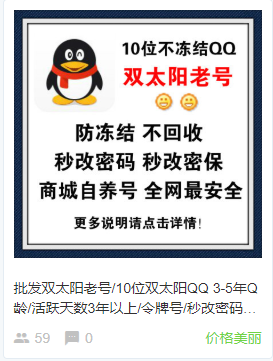 10位不冻结QQ
双太阳老号
防冻结 不回收
秒改密码 秒改密保
商城自养号 全网最安全
更多说明请点击详情!
批发双太阳老号/10位双太阳QQ 3-5年Q
龄/活跃天数3年以上/令牌号/秒改密码…
59 0 价格美丽